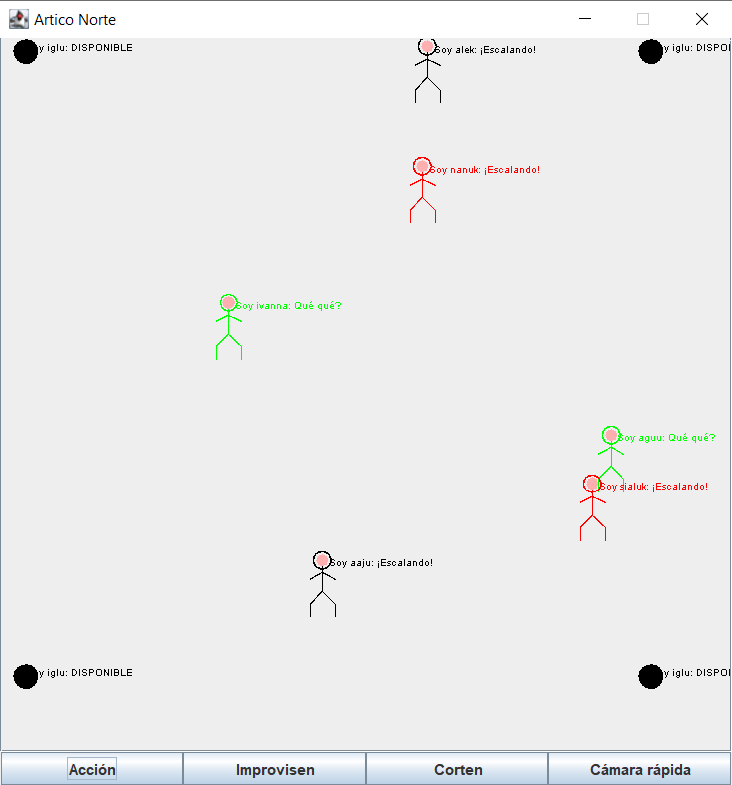 Artico Norte
y iglu: DISPONIBLE
Soy alek: ¡Escalando!
y iglu: DISPO
Soy nanuk: ¡Escalando!
Soy ivanna: Qué qué?
Soy aguu: Qué qué?
Soy sialuk: ¡Escalando!
Soy aaju: ¡Escalando!
y iglu: DISPONIBLE
y iglu: DISPO
Acción
Improvisen
Corten
Cámara rápida